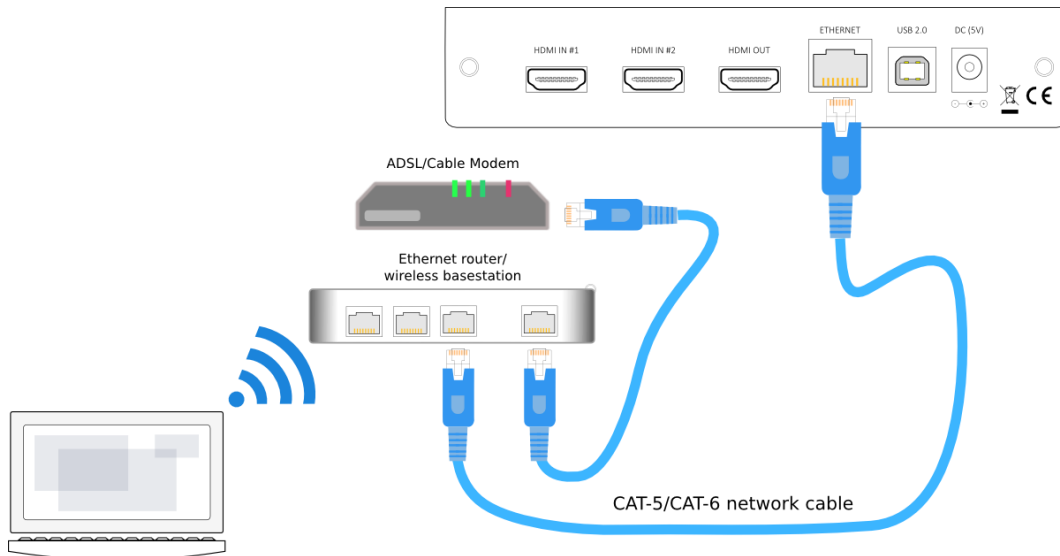 HDMI IN #1
HDMI IN #2
HDMI OUT
ETHERNET
USB 2.0
DC (5V)
CE
ADSL/Cable Modem
Ethernet router/
wireless basestation
CAT-5/CAT-6 network cable